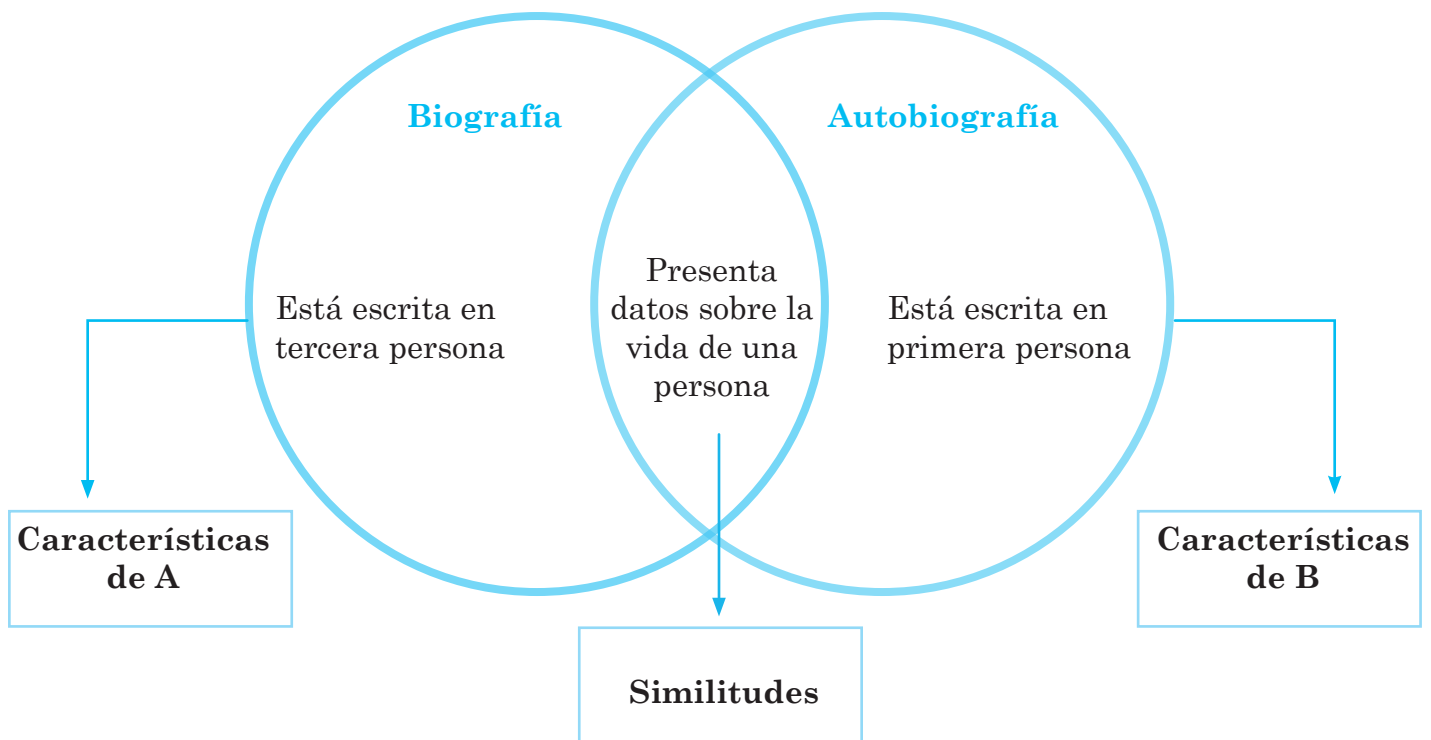 Biografía
Autobiografía
Está escrita en
tercera persona
Presenta
datos sobre la
vida de una
persona
Está escrita en
primera persona
Características
de A
Similitudes
Características
de B